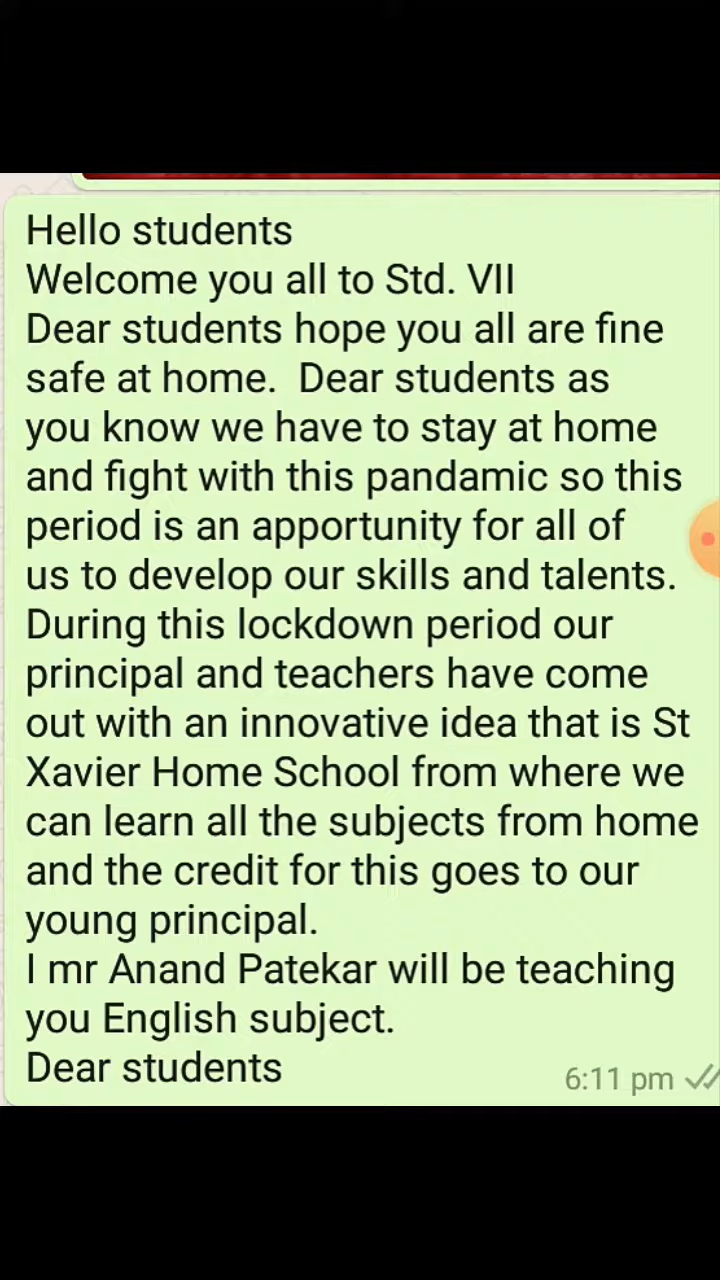 Hello students
Welcome you all to Std. VII
Dear students hope you all are fine
safe at home.  Dear students as
you know we have to stay at home
and fight with this pandamic so this
period is an apportunity for all of
us to develop our skills and talents.
During this lockdown period our
principal and teachers have come
out with an innovative idea that is St
Xavier Home School from where we
can learn all the subjects from home
and the credit for this goes to our
young principal.
I mr Anand Patekar will be teaching
you English subject.
Dear students
6:11 pm